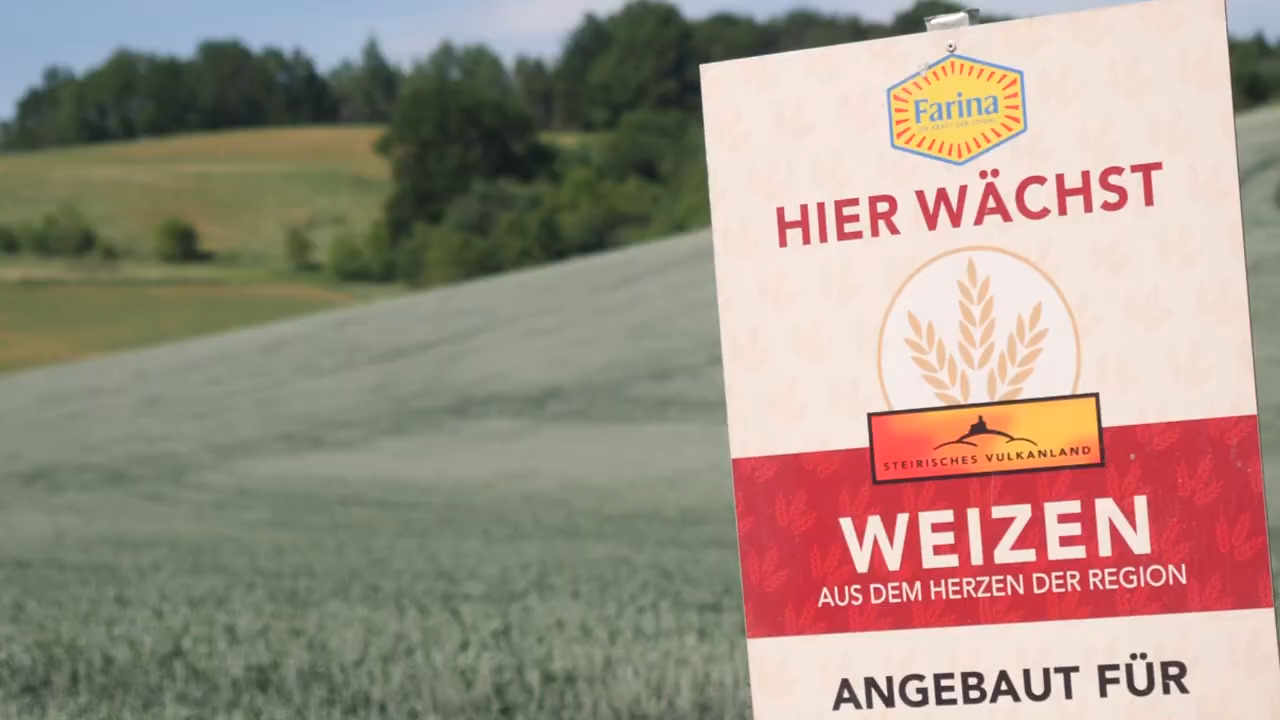 Farina
HIER WÄCHST
STEIRISCHES VULKANLAND
WEIZEN
AUS DEM HERZEN DER REGION
ANGEBAUT FÜR